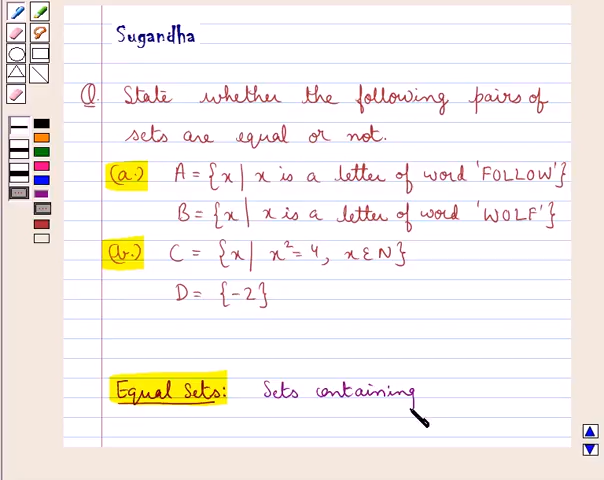 Sugandha
Q. State whether the following pairs of
sets are equal or not.
(a.) A = {x | x is a letter of word 'FOLLOW'}
B = {x | x is a letter of word 'WOLF'}
(b.) C = {x | x² = 4, x ∈ N}
D = {-2}
Equal Sets: Sets containing